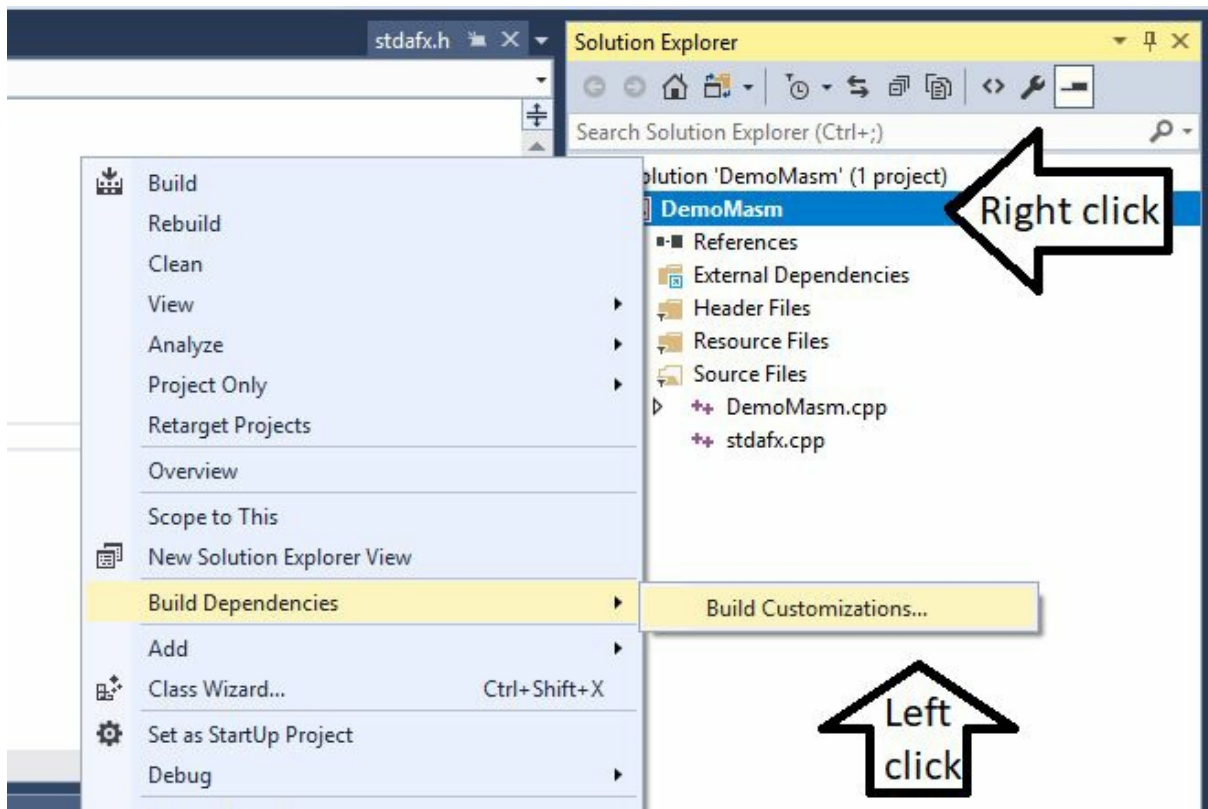 stdafx.h
Solution Explorer
Search Solution Explorer (Ctrl+;)
olution 'DemoMasm' (1 project)
DemoMasm
References
External Dependencies
Header Files
Resource Files
Source Files
DemoMasm.cpp
stdafx.cpp
Right click
Build
Rebuild
Clean
View
Analyze
Project Only
Retarget Projects
Overview
Scope to This
New Solution Explorer View
Build Dependencies
Build Customizations...
Add
Class Wizard... Ctrl+Shift+X
Set as StartUp Project
Debug
Left
click